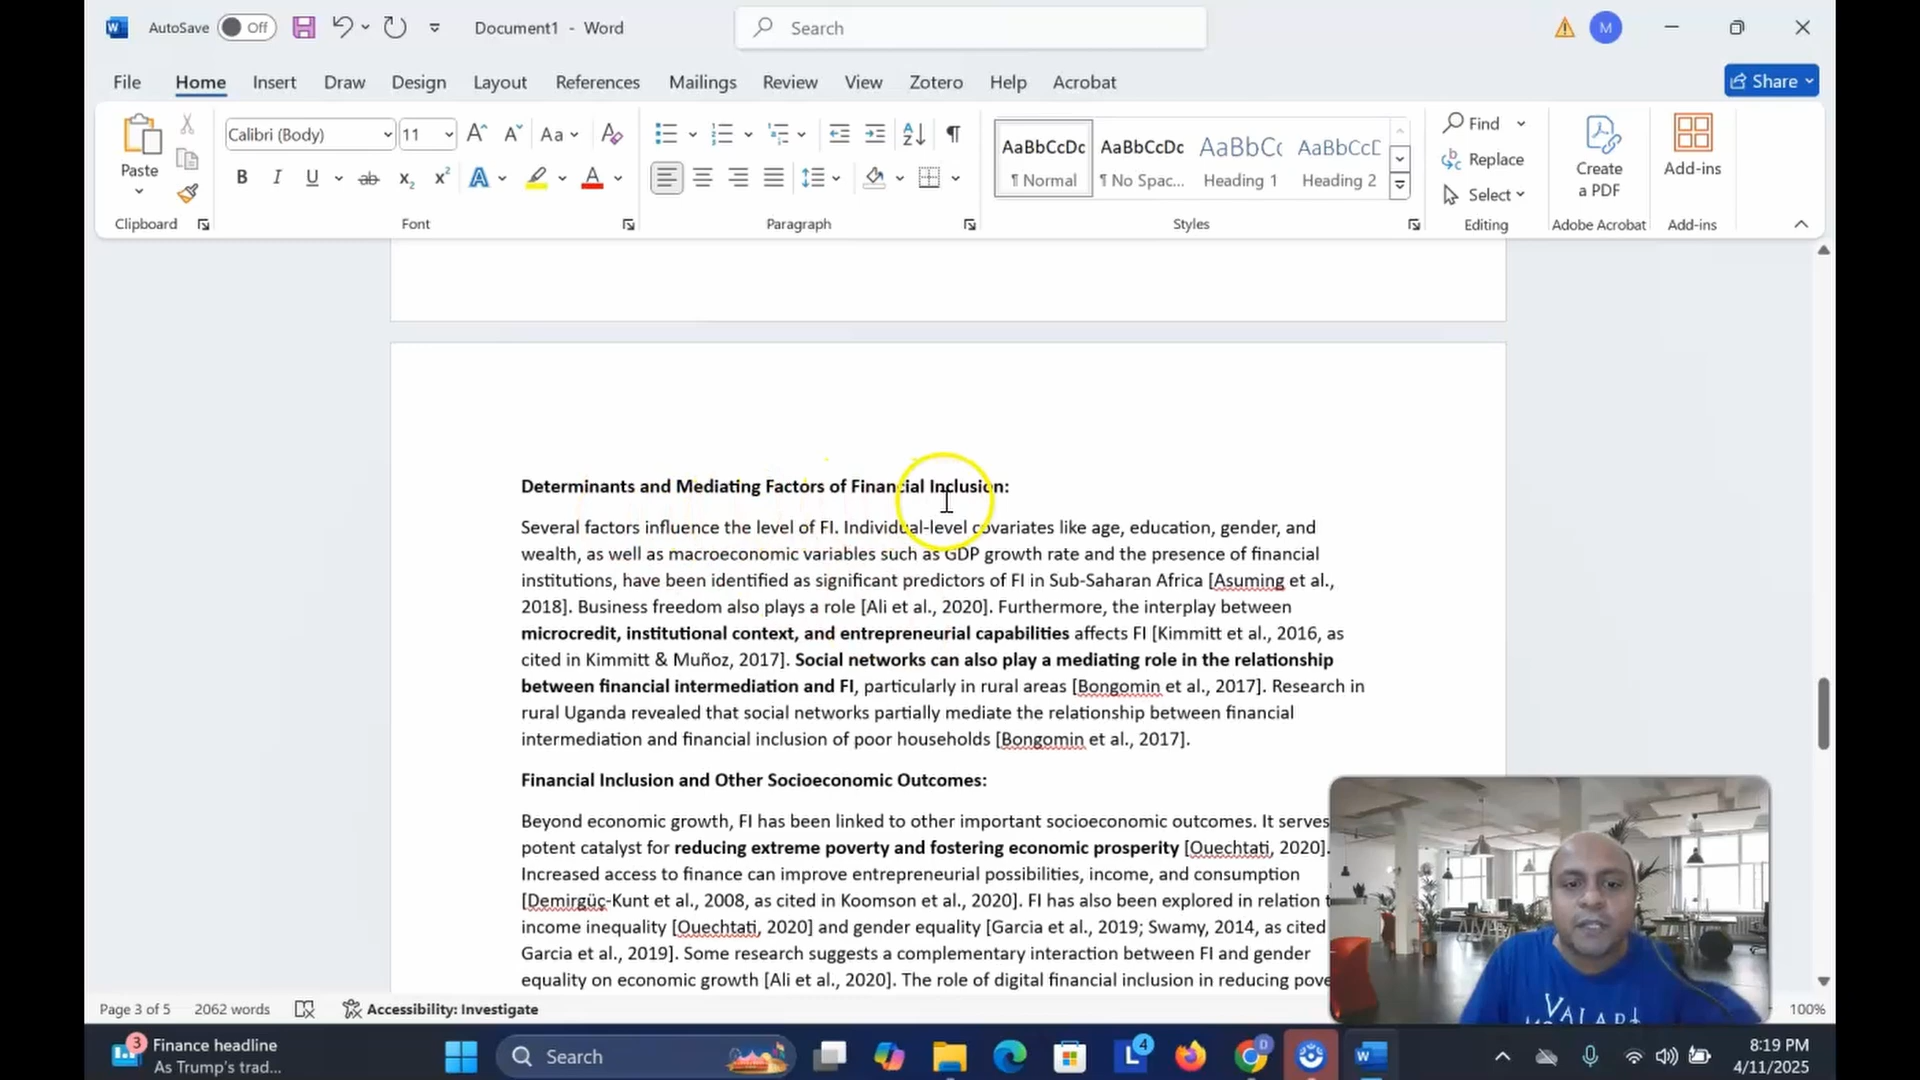 AutoSave Off Document1 - Word Search M
File Home Insert Draw Design Layout References Mailings Review View Zotero Help Acrobat Share
Paste
Clipboard
Calibri (Body) 11 Aa
B I U ab X₂ X² A A
Font
Paragraph
AaBbCcDc AaBbCcDc AaBbCc AaBbCcD
¶ Normal ¶ No Spac... Heading 1 Heading 2
Styles
Find
Replace
Select
Editing
Create a PDF
Adobe Acrobat
Add-ins
Add-ins
Determinants and Mediating Factors of Financial Inclusion:
Several factors influence the level of FI. Individual-level covariates like age, education, gender, and
wealth, as well as macroeconomic variables such as GDP growth rate and the presence of financial
institutions, have been identified as significant predictors of FI in Sub-Saharan Africa [Asuming et al.,
2018]. Business freedom also plays a role [Ali et al., 2020]. Furthermore, the interplay between
microcredit, institutional context, and entrepreneurial capabilities affects FI [Kimmitt et al., 2016, as
cited in Kimmitt & Muñoz, 2017]. Social networks can also play a mediating role in the relationship
between financial intermediation and FI, particularly in rural areas [Bongomin et al., 2017]. Research in
rural Uganda revealed that social networks partially mediate the relationship between financial
intermediation and financial inclusion of poor households [Bongomin et al., 2017].
Financial Inclusion and Other Socioeconomic Outcomes:
Beyond economic growth, FI has been linked to other important socioeconomic outcomes. It serves
potent catalyst for reducing extreme poverty and fostering economic prosperity [Ouechtati, 2020].
Increased access to finance can improve entrepreneurial possibilities, income, and consumption
[Demirgüç-Kunt et al., 2008, as cited in Koomson et al., 2020]. FI has also been explored in relation t
income inequality [Ouechtati, 2020] and gender equality [Garcia et al., 2019; Swamy, 2014, as cited
Garcia et al., 2019]. Some research suggests a complementary interaction between FI and gender
equality on economic growth [Ali et al., 2020]. The role of digital financial inclusion in reducing pove
Page 3 of 5 2062 words Accessibility: Investigate 100%
3 Finance headline
As Trump's trad...
Search
4
D
8:19 PM
4/11/2025